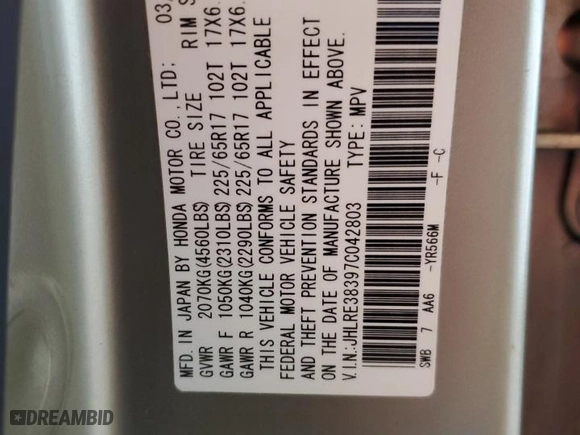 MFD. IN JAPAN BY HONDA MOTOR CO.,LTD: 03
GVWR 2070KG(4560LBS) TIRE SIZE RIM S
GAWR F 1050KG(2310LBS) 225/65R17 102T 17X6.
GAWR R 1040KG(2290LBS) 225/65R17 102T 17X6.
THIS VEHICLE CONFORMS TO ALL APPLICABLE
FEDERAL MOTOR VEHICLE SAFETY
AND THEFT PREVENTION STANDARDS IN EFFECT
ON THE DATE OF MANUFACTURE SHOWN ABOVE.
V.I.N:JHLRE38397C042803 TYPE: MPV
SWB 7 AA6 -YR566M -F -C
DREAMBID